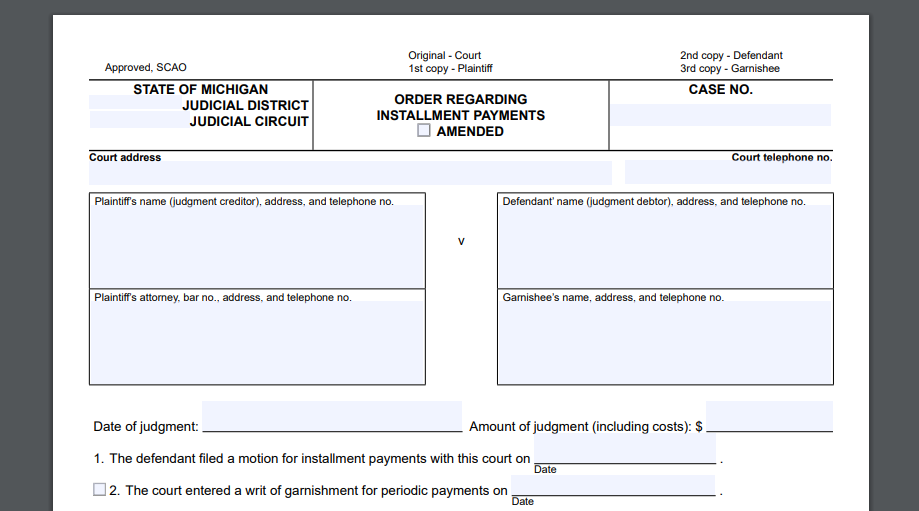 Approved, SCAO
Original - Court
1st copy - Plaintiff
2nd copy - Defendant
3rd copy - Garnishee
STATE OF MICHIGAN
JUDICIAL DISTRICT
JUDICIAL CIRCUIT
ORDER REGARDING
INSTALLMENT PAYMENTS
AMENDED
CASE NO.
Court address
Court telephone no.
Plaintiff's name (judgment creditor), address, and telephone no.
v
Defendant' name (judgment debtor), address, and telephone no.
Plaintiff's attorney, bar no., address, and telephone no.
Garnishee's name, address, and telephone no.
Date of judgment:
Amount of judgment (including costs): $
1. The defendant filed a motion for installment payments with this court on .
Date
2. The court entered a writ of garnishment for periodic payments on .
Date